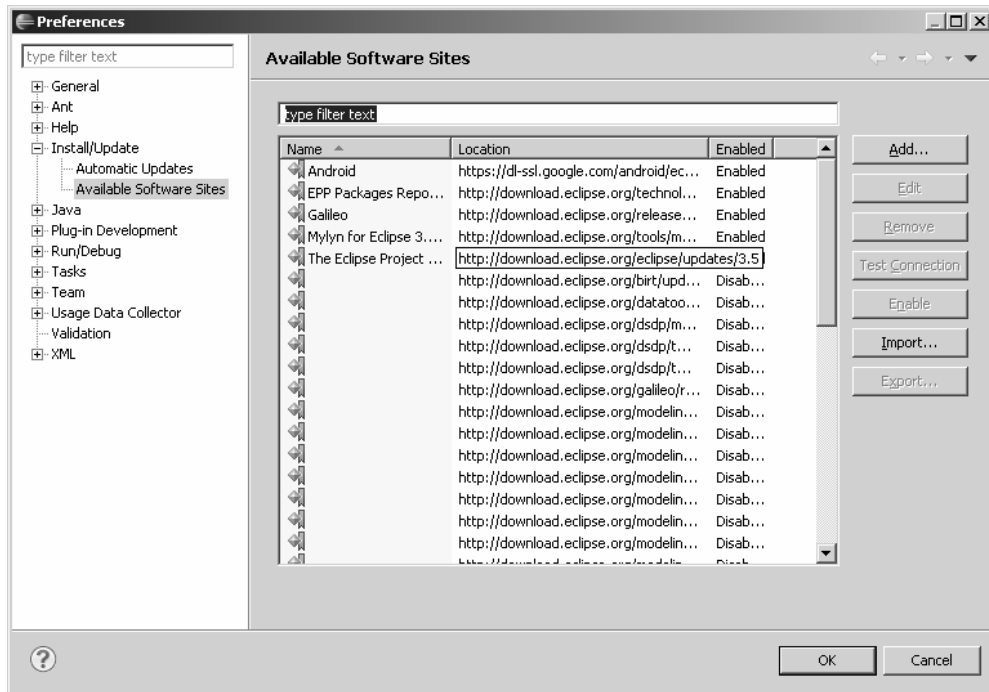 Preferences
type filter text
General
Ant
Help
Install/Update
Automatic Updates
Available Software Sites
Java
Plug-in Development
Run/Debug
Tasks
Team
Usage Data Collector
Validation
XML
Available Software Sites
type filter text
Name Location Enabled
Android https://dl-ssl.google.com/android/ec... Enabled
EPP Packages Repo... http://download.eclipse.org/technol... Enabled
Galileo http://download.eclipse.org/release... Enabled
Mylyn for Eclipse 3.... http://download.eclipse.org/tools/m... Enabled
The Eclipse Project ... http://download.eclipse.org/eclipse/updates/3.5
http://download.eclipse.org/birt/upd... Disab...
http://download.eclipse.org/datatoo... Disab...
http://download.eclipse.org/dsdp/m... Disab...
http://download.eclipse.org/dsdp/t... Disab...
http://download.eclipse.org/dsdp/t... Disab...
http://download.eclipse.org/galileo/r... Disab...
http://download.eclipse.org/modelin... Disab...
http://download.eclipse.org/modelin... Disab...
http://download.eclipse.org/modelin... Disab...
http://download.eclipse.org/modelin... Disab...
http://download.eclipse.org/modelin... Disab...
http://download.eclipse.org/modelin... Disab...
http://download.eclipse.org/modelin... Disab...
Add...
Edit
Remove
Test Connection
Enable
Import...
Export...
?
OK
Cancel